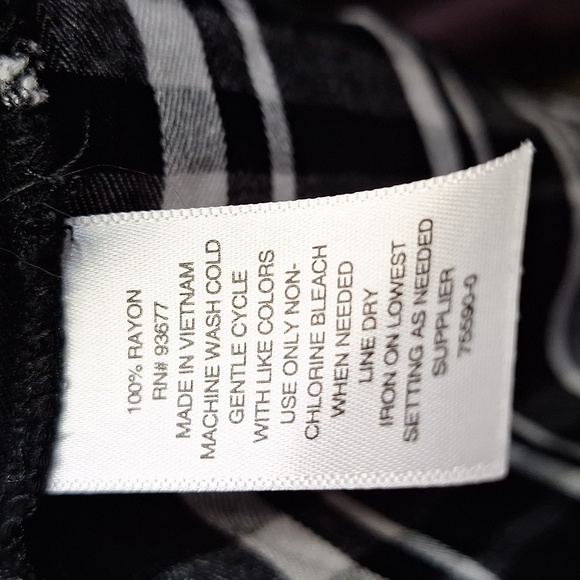 100% RAYON
RN# 93677
MADE IN VIETNAM
MACHINE WASH COLD
GENTLE CYCLE
WITH LIKE COLORS
USE ONLY NON-
CHLORINE BLEACH
WHEN NEEDED
LINE DRY
IRON ON LOWEST
SETTING AS NEEDED
SUPPLIER
75590-0